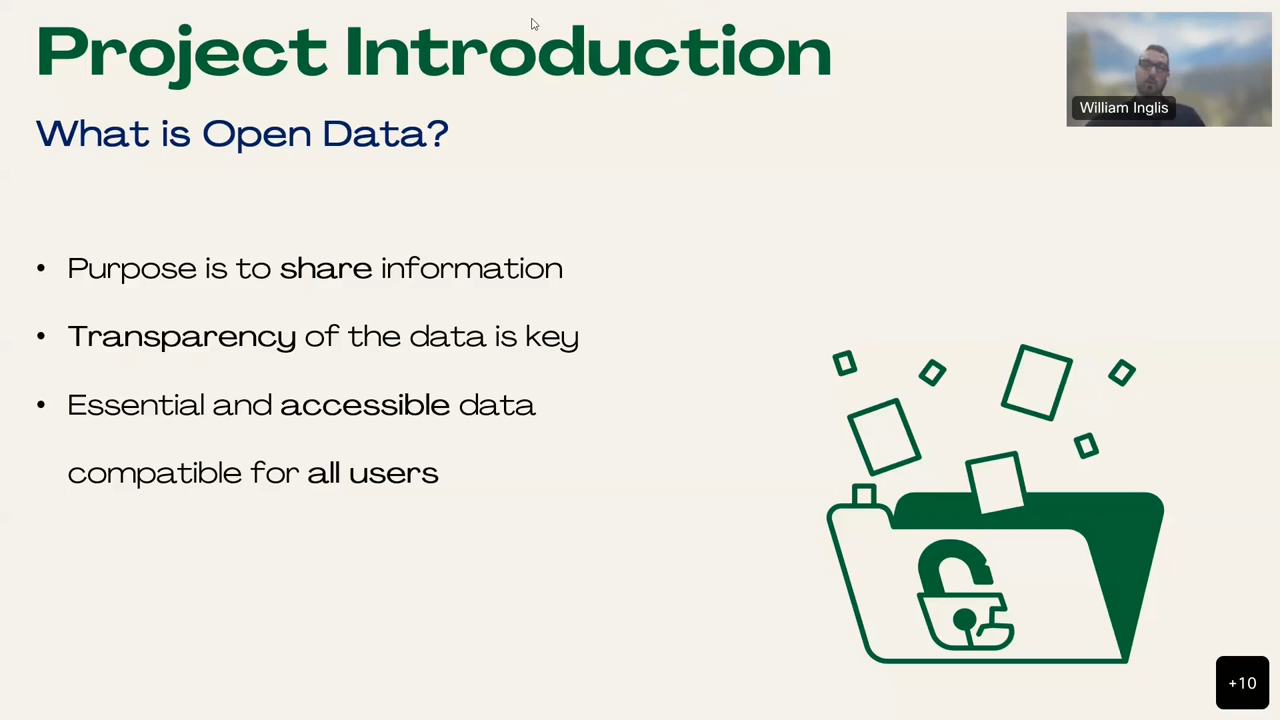 Project Introduction
What is Open Data?
William Inglis
• Purpose is to share information
• Transparency of the data is key
• Essential and accessible data
compatible for all users
+10